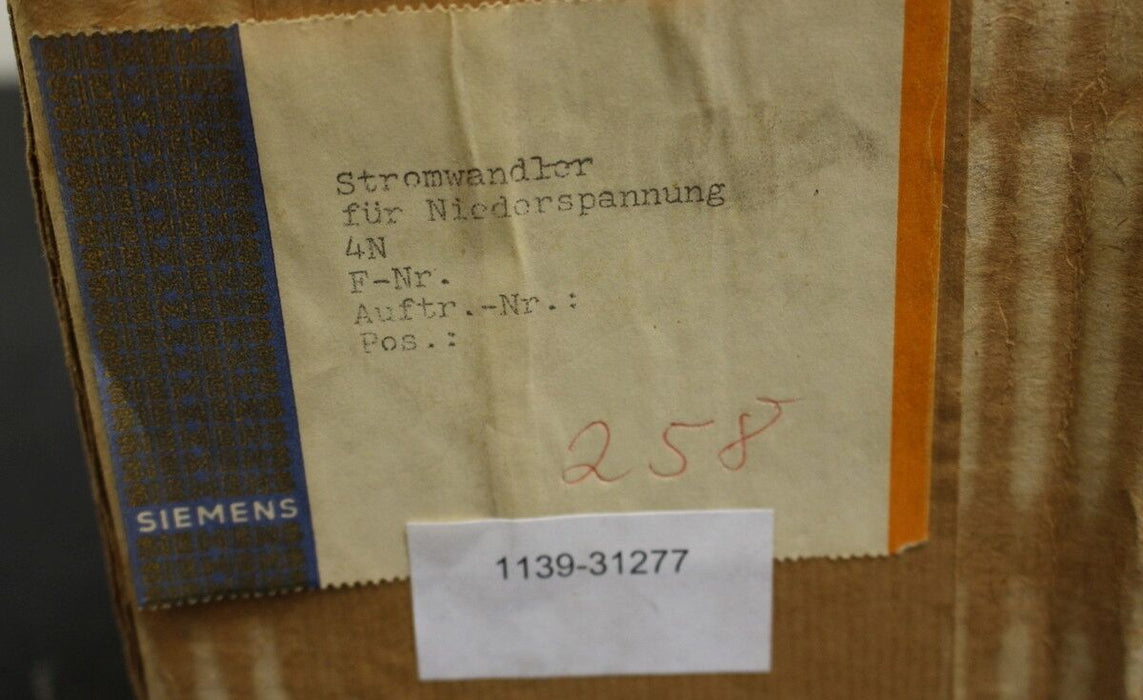 Stromwandler
für Niederspannung
4N
F-Nr.
Auftr.-Nr.:
Pos.:
258
SIEMENS
1139-31277